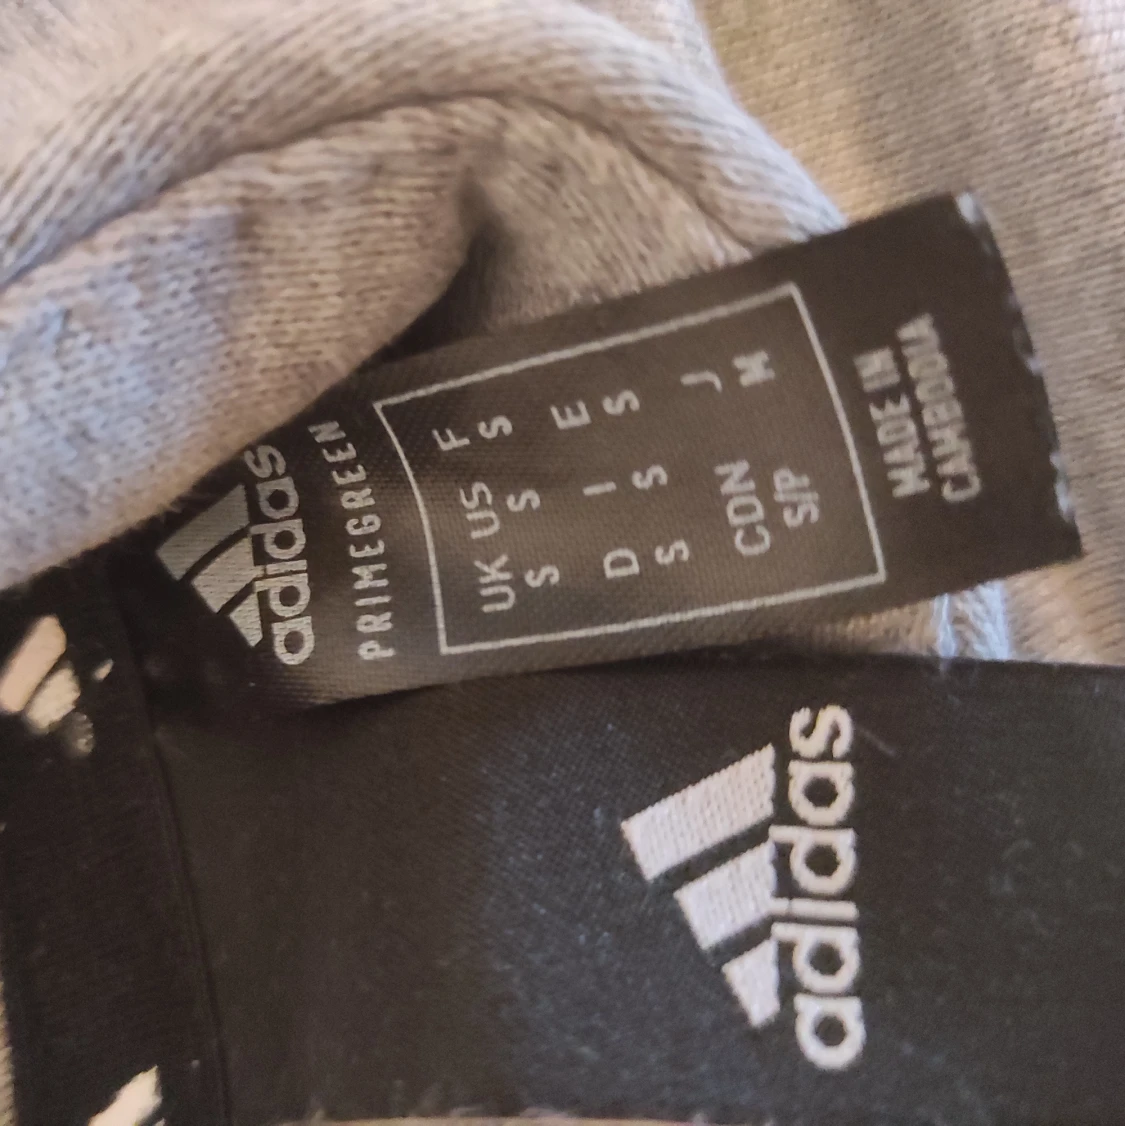 adidas
PRIMEGREEN
UK US F
S S S
D I E
S S S
CDN J
S/P M
MADE IN
CAMBODIA
adidas